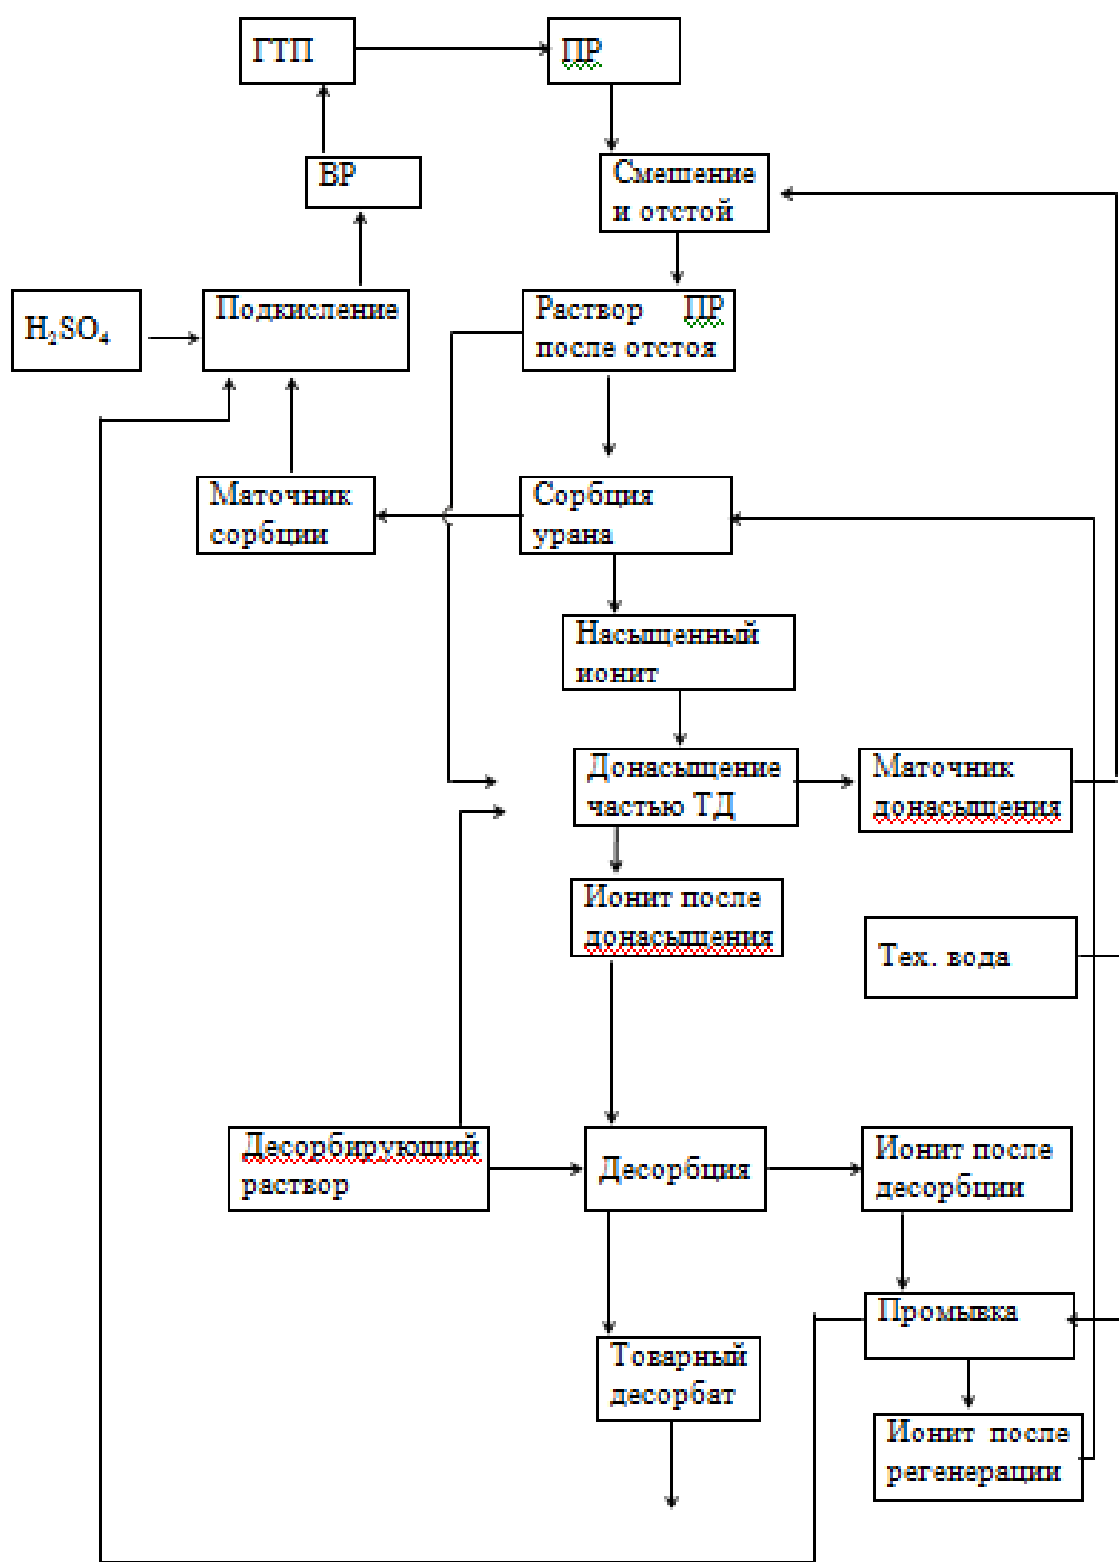 ГТП
ПР
ВР
Смешение
и отстой
H₂SO₄
Подкисление
Раствор ПР
после отстоя
Маточник
сорбции
Сорбция
урана
Насыщенный
ионит
Донасыщение
частью ТД
Маточник
донасыщения
Ионит после
донасыщения
Тех. вода
Десорбирующий
раствор
Десорбция
Ионит после
десорбции
Промывка
Товарный
десорбат
Ионит после
регенерации